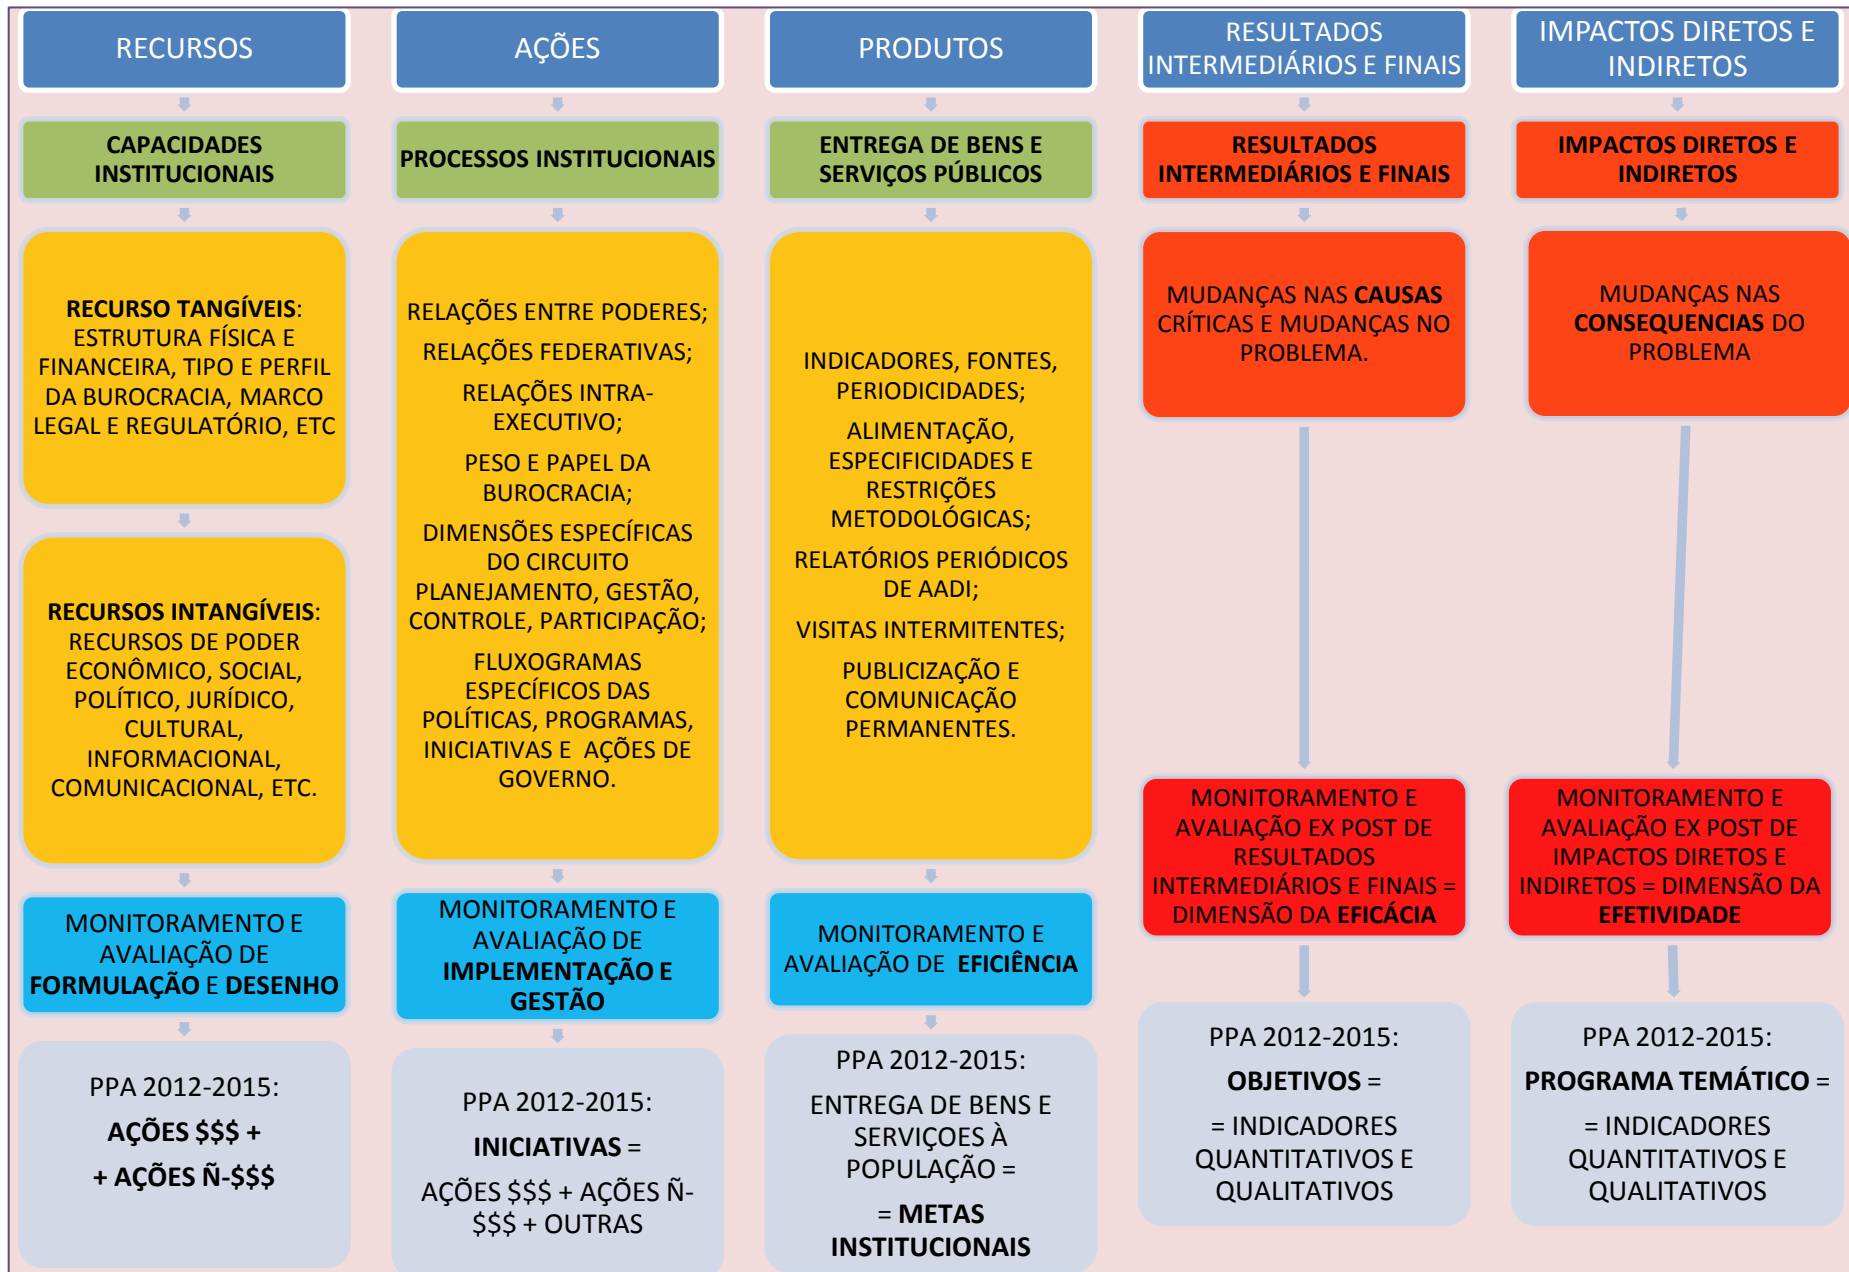 RECURSOS
CAPACIDADES
INSTITUCIONAIS
RECURSO TANGÍVEIS:
ESTRUTURA FÍSICA E
FINANCEIRA, TIPO E PERFIL
DA BUROCRACIA, MARCO
LEGAL E REGULATÓRIO, ETC
RECURSOS INTANGÍVEIS:
RECURSOS DE PODER
ECONÔMICO, SOCIAL,
POLÍTICO, JURÍDICO,
CULTURAL,
INFORMACIONAL,
COMUNICACIONAL, ETC.
MONITORAMENTO E
AVALIAÇÃO DE
FORMULAÇÃO E DESENHO
PPA 2012-2015:
AÇÕES $$$ +
+ AÇÕES Ñ-$$$
AÇÕES
PROCESSOS INSTITUCIONAIS
RELAÇÕES ENTRE PODERES;
RELAÇÕES FEDERATIVAS;
RELAÇÕES INTRA-
EXECUTIVO;
PESO E PAPEL DA
BUROCRACIA;
DIMENSÕES ESPECÍFICAS
DO CIRCUITO
PLANEJAMENTO, GESTÃO,
CONTROLE, PARTICIPAÇÃO;
FLUXOGRAMAS
ESPECÍFICOS DAS
POLÍTICAS, PROGRAMAS,
INICIATIVAS E AÇÕES DE
GOVERNO.
MONITORAMENTO E
AVALIAÇÃO DE
IMPLEMENTAÇÃO E
GESTÃO
PPA 2012-2015:
INICIATIVAS =
AÇÕES $$$ + AÇÕES Ñ-
$$$ + OUTRAS
PRODUTOS
ENTREGA DE BENS E
SERVIÇOS PÚBLICOS
INDICADORES, FONTES,
PERIODICIDADES;
ALIMENTAÇÃO,
ESPECIFICIDADES E
RESTRIÇÕES
METODOLÓGICAS;
RELATÓRIOS PERIÓDICOS
DE AADI;
VISITAS INTERMITENTES;
PUBLICIZAÇÃO E
COMUNICAÇÃO
PERMANENTES.
MONITORAMENTO E
AVALIAÇÃO DE EFICIÊNCIA
PPA 2012-2015:
ENTREGA DE BENS E
SERVIÇOES À
POPULAÇÃO =
= METAS
INSTITUCIONAIS
RESULTADOS
INTERMEDIÁRIOS E FINAIS
RESULTADOS
INTERMEDIÁRIOS E FINAIS
MUDANÇAS NAS CAUSAS
CRÍTICAS E MUDANÇAS NO
PROBLEMA.
MONITORAMENTO E
AVALIAÇÃO EX POST DE
RESULTADOS
INTERMEDIÁRIOS E FINAIS =
DIMENSÃO DA EFICÁCIA
PPA 2012-2015:
OBJETIVOS =
= INDICADORES
QUANTITATIVOS E
QUALITATIVOS
IMPACTOS DIRETOS E
INDIRETOS
IMPACTOS DIRETOS E
INDIRETOS
MUDANÇAS NAS
CONSEQUENCIAS DO
PROBLEMA
MONITORAMENTO E
AVALIAÇÃO EX POST DE
IMPACTOS DIRETOS E
INDIRETOS = DIMENSÃO DA
EFETIVIDADE
PPA 2012-2015:
PROGRAMA TEMÁTICO =
= INDICADORES
QUANTITATIVOS E
QUALITATIVOS